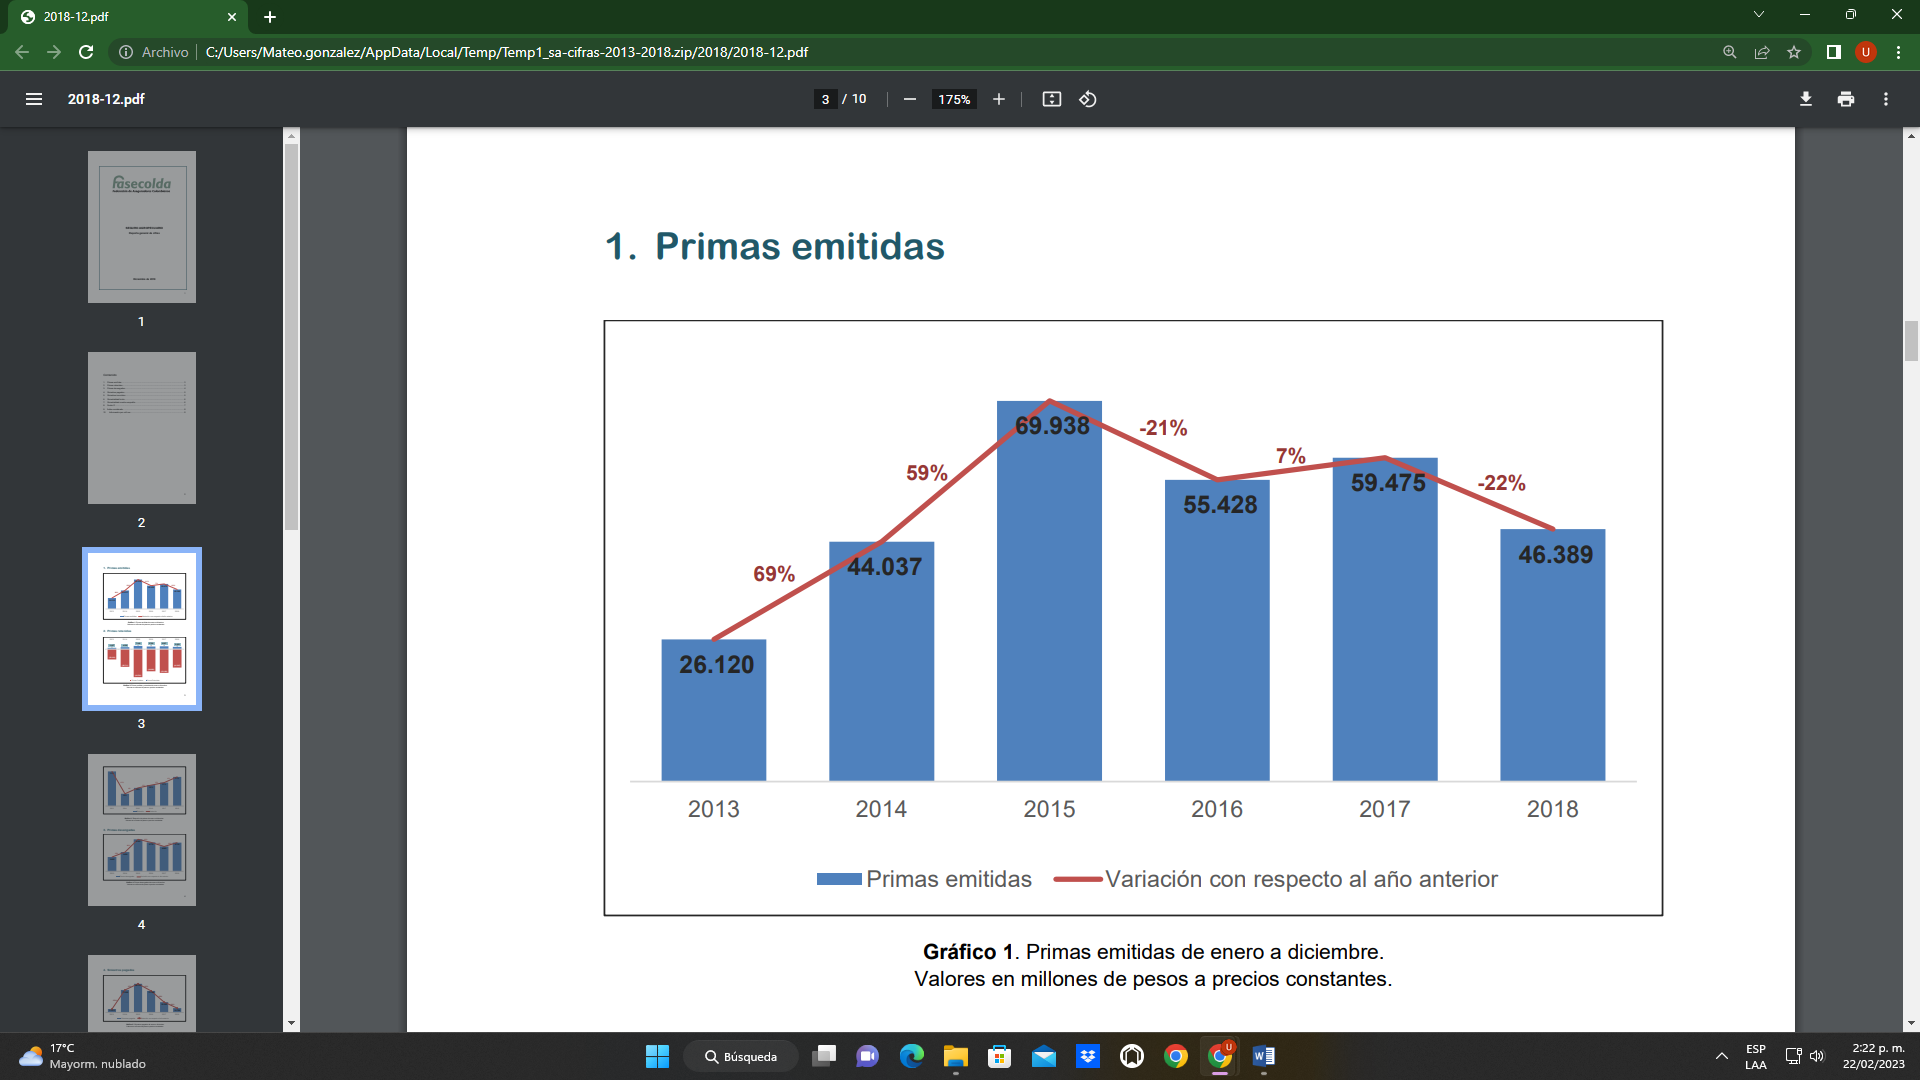 2018-12.pdf
Archivo
C:/Users/Mateo.gonzalez/AppData/Local/Temp/Temp1_sa-cifras-2013-2018.zip/2018/2018-12.pdf
U
2018-12.pdf
3 / 10
175%
fasecolda
1
2
3
4
1. Primas emitidas
69.938
-21%
7%
59%
59.475
-22%
55.428
46.389
69%
44.037
26.120
2013 2014 2015 2016 2017 2018
Primas emitidas
Variación con respecto al año anterior
Gráfico 1. Primas emitidas de enero a diciembre.
Valores en millones de pesos a precios constantes.
17°C
Mayorm. nublado
Búsqueda
U
ESP
LAA
2:22 p. m.
22/02/2023